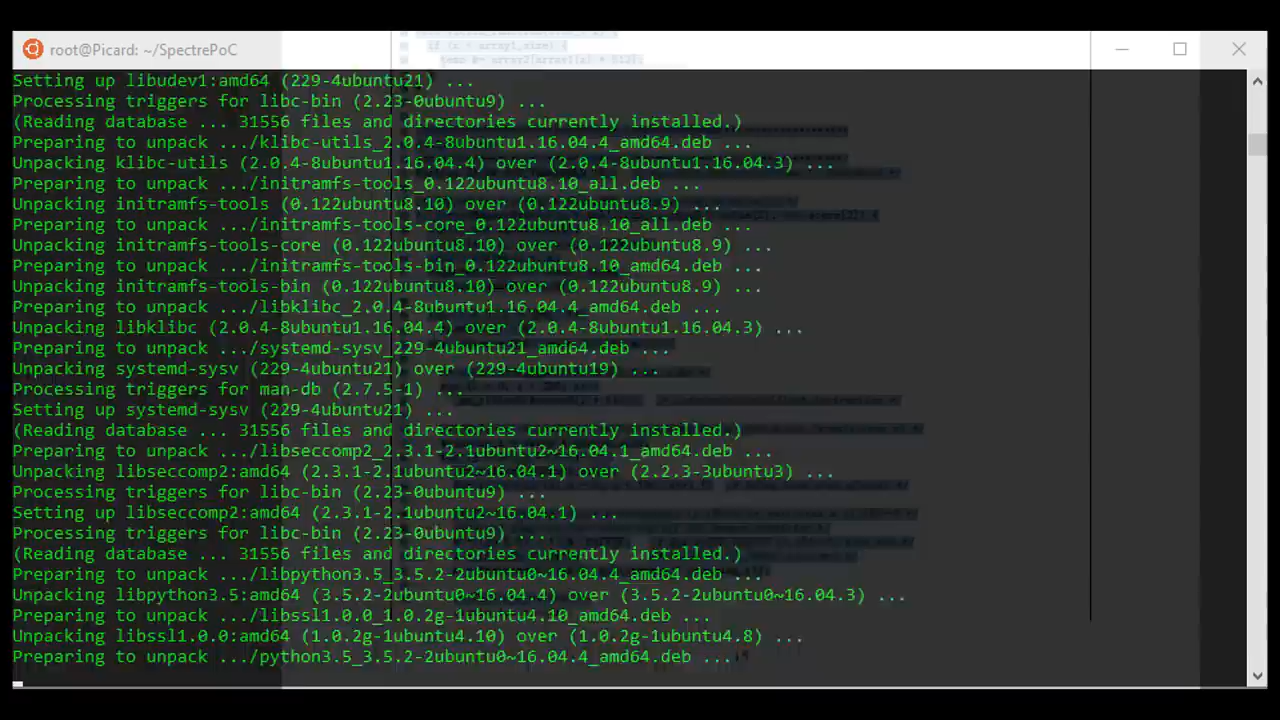 root@Picard: ~/SpectrePoC
if (x < array1_size) {
temp &= array2[array1[x] * 512];
Setting up libudev1:amd64 (229-4ubuntu21) ...
Processing triggers for libc-bin (2.23-0ubuntu9) ...
(Reading database ... 31556 files and directories currently installed.)
Preparing to unpack .../klibc-utils_2.0.4-8ubuntu1.16.04.4_amd64.deb ...
Unpacking klibc-utils (2.0.4-8ubuntu1.16.04.4) over (2.0.4-8ubuntu1.16.04.3) ...
Preparing to unpack .../initramfs-tools_0.122ubuntu8.10_all.deb ...
Unpacking initramfs-tools (0.122ubuntu8.10) over (0.122ubuntu8.9) ...
Preparing to unpack .../initramfs-tools-core_0.122ubuntu8.10_all.deb ...
Unpacking initramfs-tools-core (0.122ubuntu8.10) over (0.122ubuntu8.9) ...
Preparing to unpack .../initramfs-tools-bin_0.122ubuntu8.10_amd64.deb ...
Unpacking initramfs-tools-bin (0.122ubuntu8.10) over (0.122ubuntu8.9) ...
Preparing to unpack .../libklibc_2.0.4-8ubuntu1.16.04.4_amd64.deb ...
Unpacking libklibc (2.0.4-8ubuntu1.16.04.4) over (2.0.4-8ubuntu1.16.04.3) ...
Preparing to unpack .../systemd-sysv_229-4ubuntu21_amd64.deb ...
Unpacking systemd-sysv (229-4ubuntu21) over (229-4ubuntu19) ...
Processing triggers for man-db (2.7.5-1) ...
Setting up systemd-sysv (229-4ubuntu21) ...
(Reading database ... 31556 files and directories currently installed.)
Preparing to unpack .../libseccomp2_2.3.1-2.1ubuntu2~16.04.1_amd64.deb ...
Unpacking libseccomp2:amd64 (2.3.1-2.1ubuntu2~16.04.1) over (2.2.3-3ubuntu3) ...
Processing triggers for libc-bin (2.23-0ubuntu9) ...
Setting up libseccomp2:amd64 (2.3.1-2.1ubuntu2~16.04.1) ...
Processing triggers for libc-bin (2.23-0ubuntu9) ...
(Reading database ... 31556 files and directories currently installed.)
Preparing to unpack .../libpython3.5_3.5.2-2ubuntu0~16.04.4_amd64.deb ...
Unpacking libpython3.5:amd64 (3.5.2-2ubuntu0~16.04.4) over (3.5.2-2ubuntu0~16.04.3) ...
Preparing to unpack .../libssl1.0.0_1.0.2g-1ubuntu4.10_amd64.deb ...
Unpacking libssl1.0.0:amd64 (1.0.2g-1ubuntu4.10) over (1.0.2g-1ubuntu4.8) ...
Preparing to unpack .../python3.5_3.5.2-2ubuntu0~16.04.4_amd64.deb ...